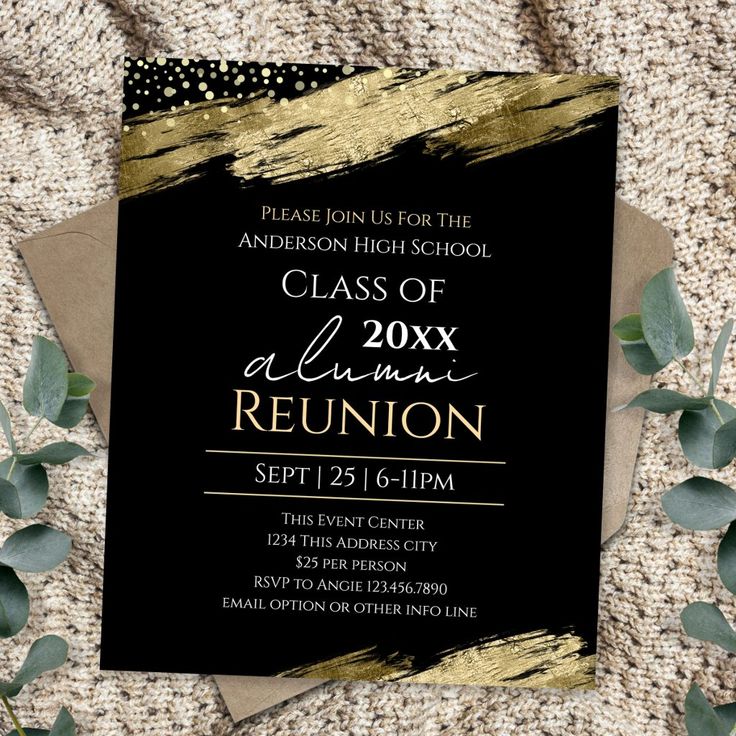 Please Join Us For The
Anderson High School
Class of
20XX
alumni
Reunion
Sept | 25 | 6-11pm
This Event Center
1234 This Address city
$25 per person
RSVP to Angie 123.456.7890
email option or other info line